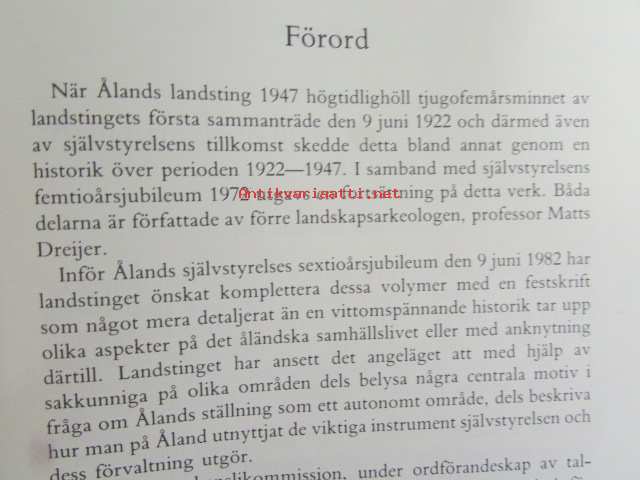 Förord
När Ålands landsting 1947 högtidlighöll tjugofemårsminnet av
landstingets första sammanträde den 9 juni 1922 och därmed även
av självstyrelsens tillkomst skedde detta bland annat genom en
historik över perioden 1922—1947. I samband med självstyrelsens
femtioårsjubileum 1972 utgavs en fortsättning på detta verk. Båda
antikvariaatti.net
delarna är författade av förre landskapsarkeologen, professor Matts
Dreijer.
Inför Ålands självstyrelses sextioårsjubileum den 9 juni 1982 har
landstinget önskat komplettera dessa volymer med en festskrift
som något mera detaljerat än en vittomspännande historik tar upp
olika aspekter på det åländska samhällslivet eller med anknytning
därtill. Landstinget har ansett det angeläget att med hjälp av
sakkunniga på olika områden dels belysa några centrala motiv i
fråga om Ålands ställning som ett autonomt område, dels beskriva
hur man på Åland utnyttjat de viktiga instrument självstyrelsen och
dess förvaltning utgör.
under ordförandeskap av tal-